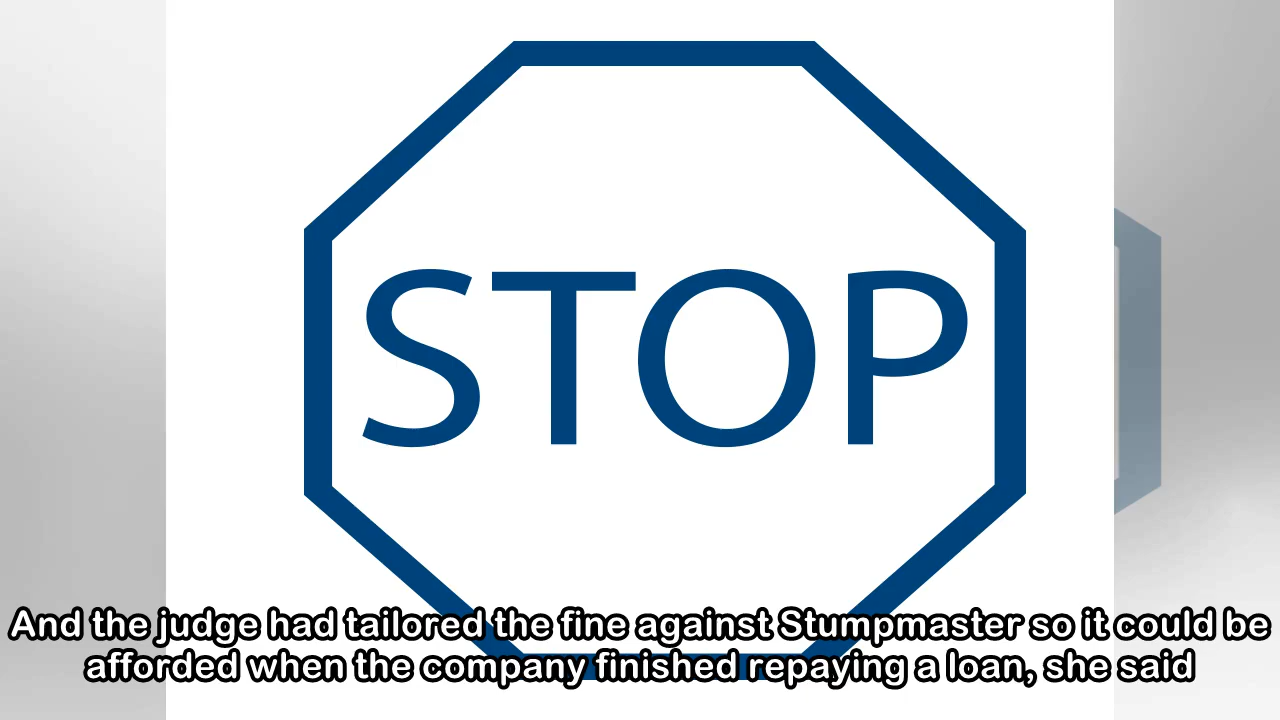 STOP
And the judge had tailored the fine against Stumpmaster so it could be
afforded when the company finished repaying a loan, she said